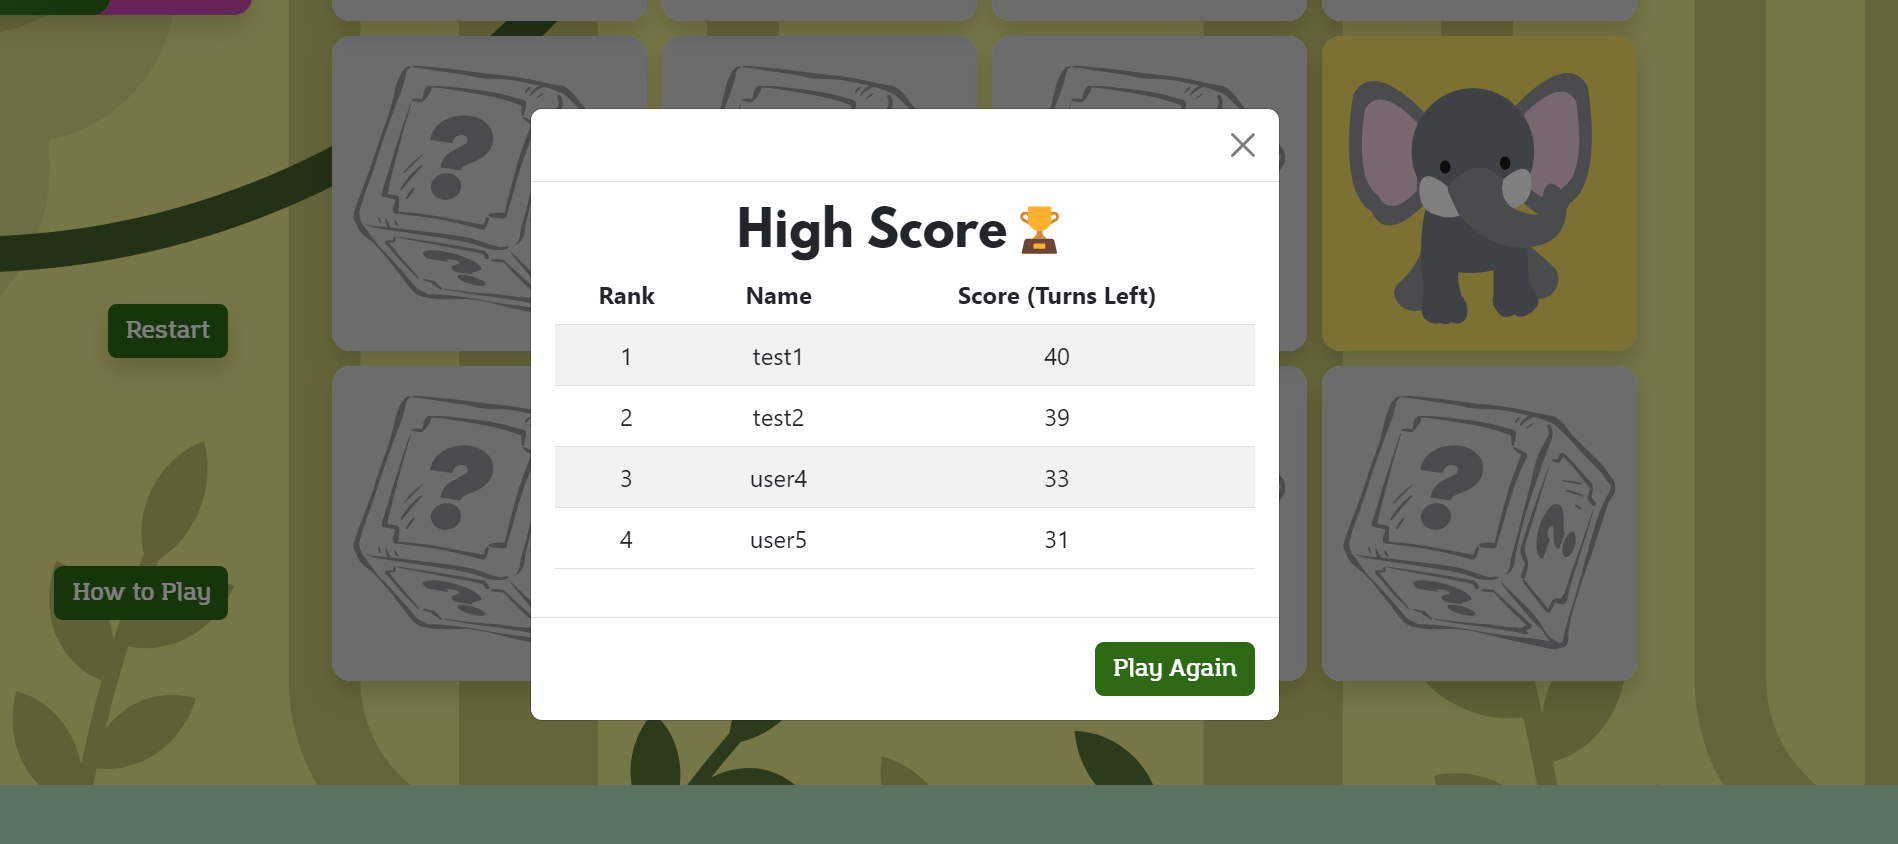 High Score
Rank Name Score (Turns Left)
1 test1 40
2 test2 39
3 user4 33
4 user5 31
Play Again
Restart
How to Play
?
?
?